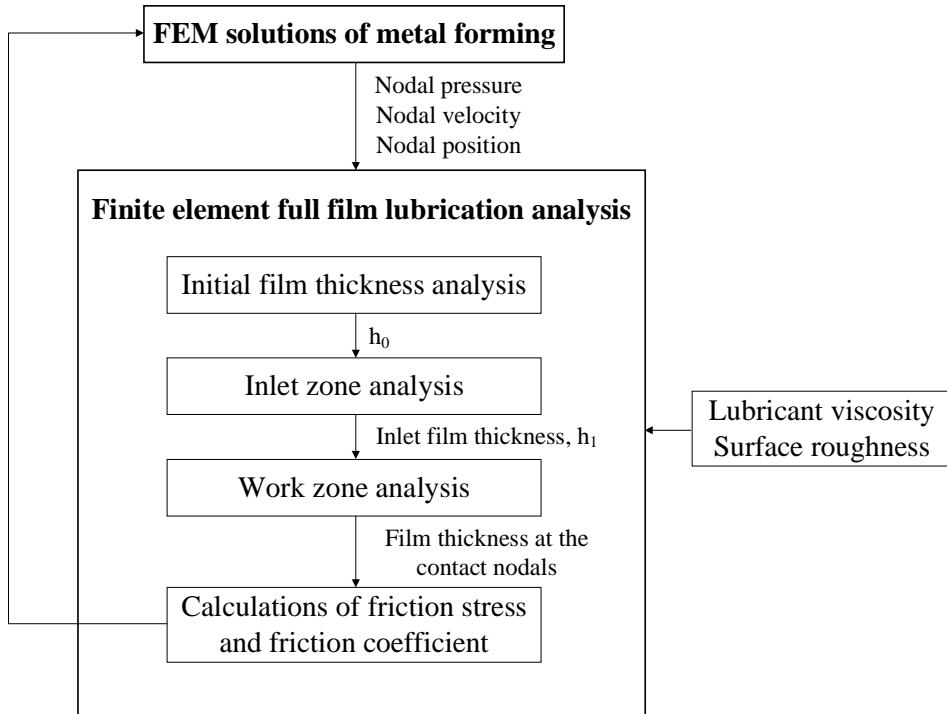 FEM solutions of metal forming
Nodal pressure
Nodal velocity
Nodal position
Finite element full film lubrication analysis
Initial film thickness analysis
h₀
Inlet zone analysis
Inlet film thickness, h₁
Work zone analysis
Film thickness at the
contact nodals
Calculations of friction stress
and friction coefficient
Lubricant viscosity
Surface roughness